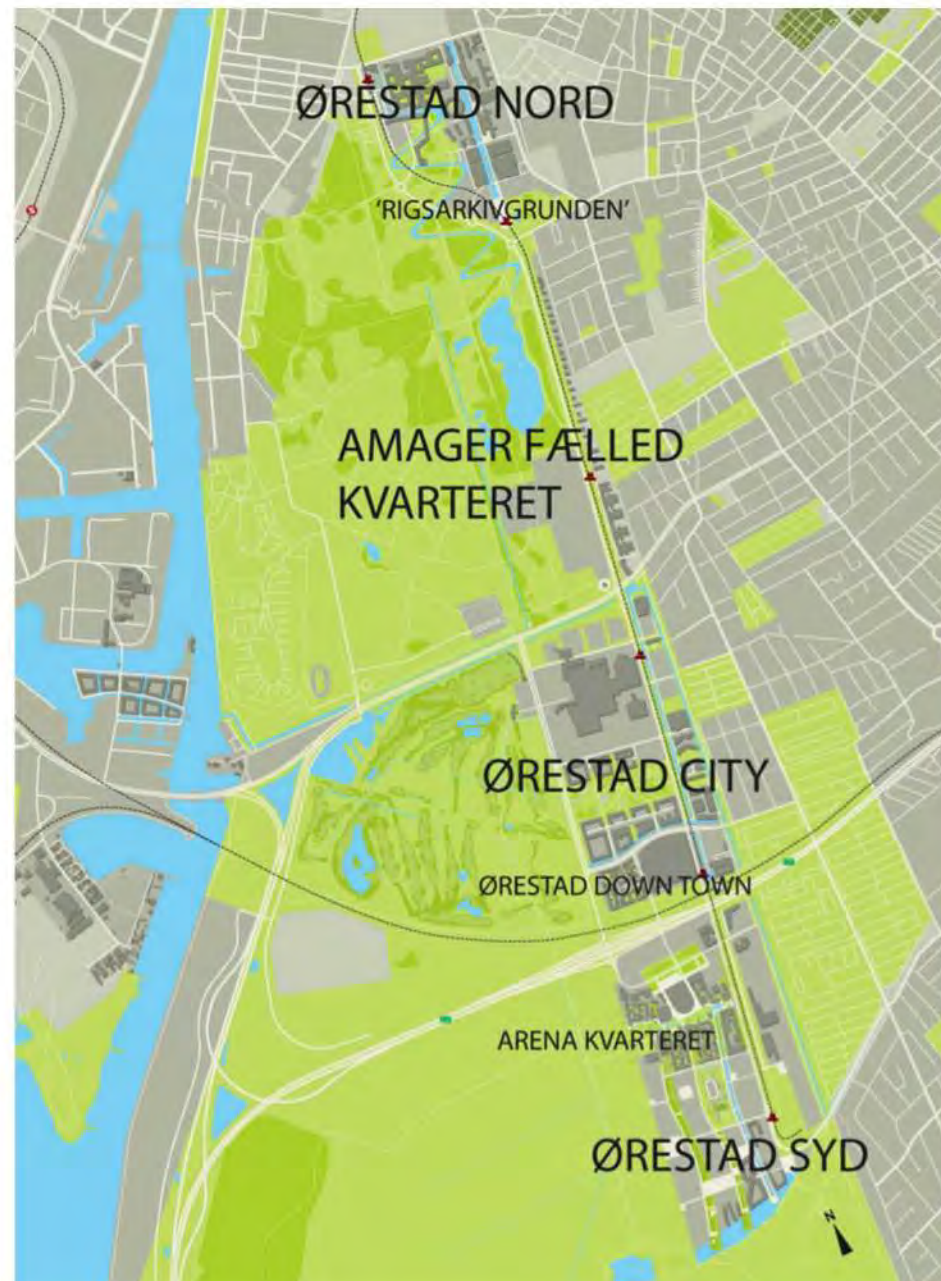 ØRESTAD NORD
'RIGSARKIVGRUNDEN'
AMAGER FÆLLED
KVARTERET
ØRESTAD CITY
ØRESTAD DOWN TOWN
ARENA KVARTERET
ØRESTAD SYD
N